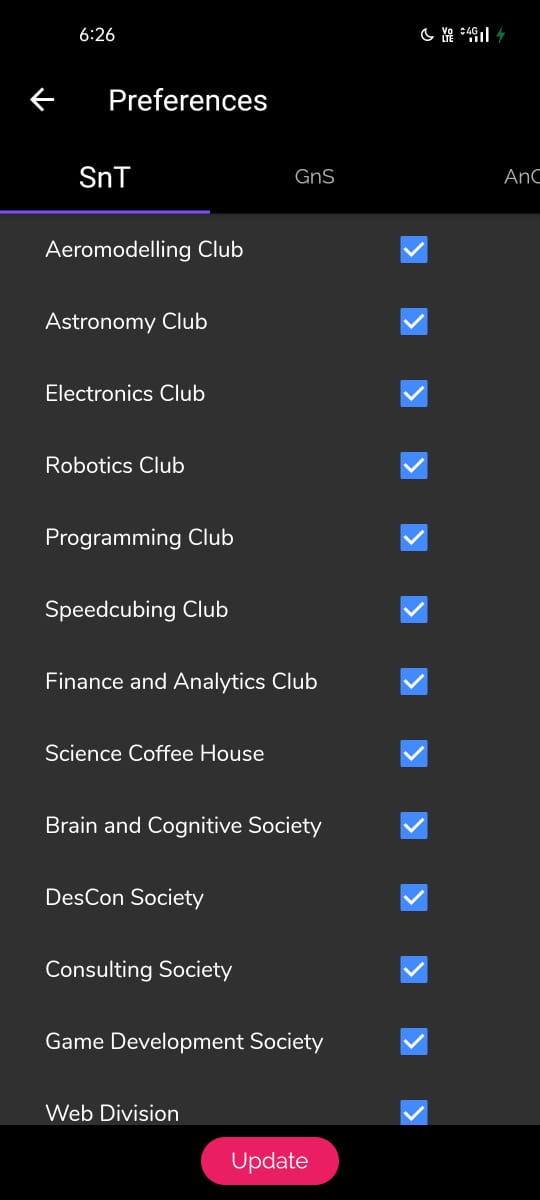 6:26
Vo
LTE
4G
Preferences
SnT
GnS
AnC
Aeromodelling Club
Astronomy Club
Electronics Club
Robotics Club
Programming Club
Speedcubing Club
Finance and Analytics Club
Science Coffee House
Brain and Cognitive Society
DesCon Society
Consulting Society
Game Development Society
Web Division
Update